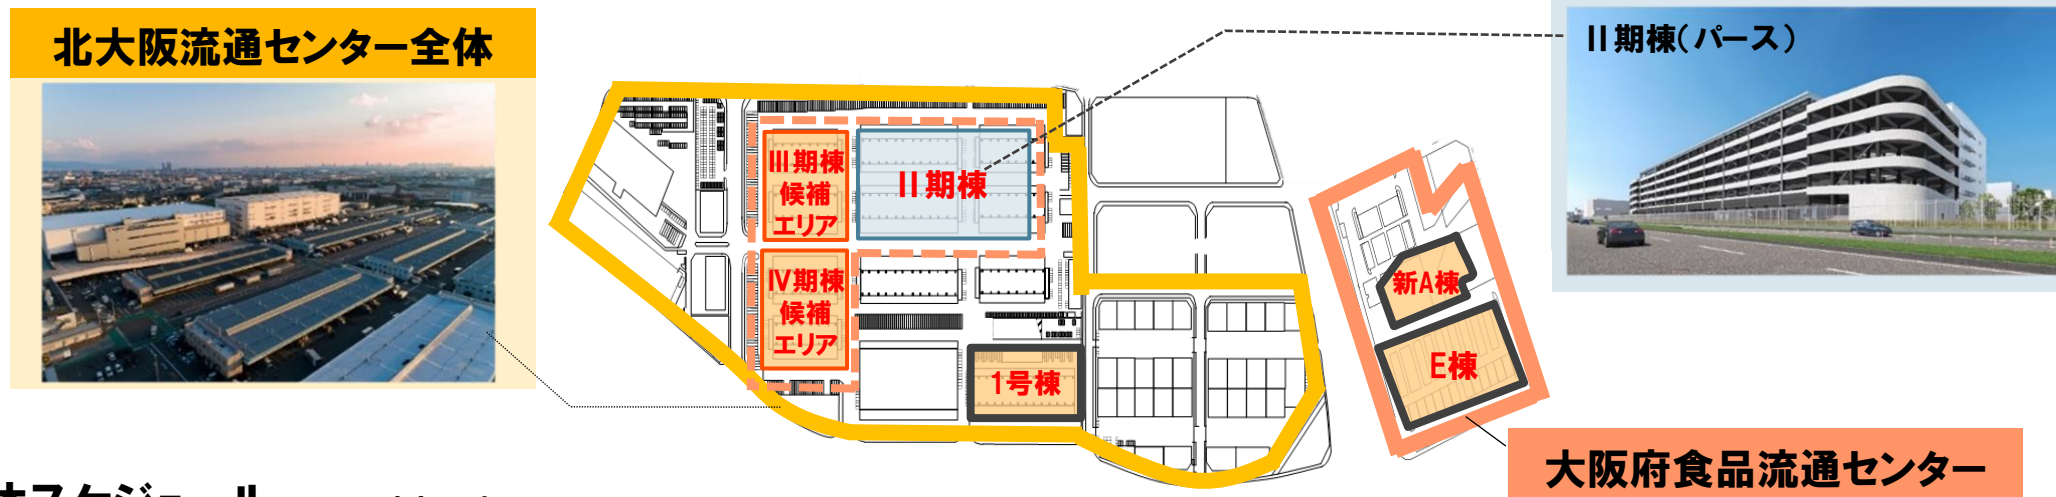 北大阪流通センター全体
II期棟(パース)
III期棟
候補
エリア
II期棟
IV期棟
候補
エリア
1号棟
新A棟
E棟
大阪府食品流通センター